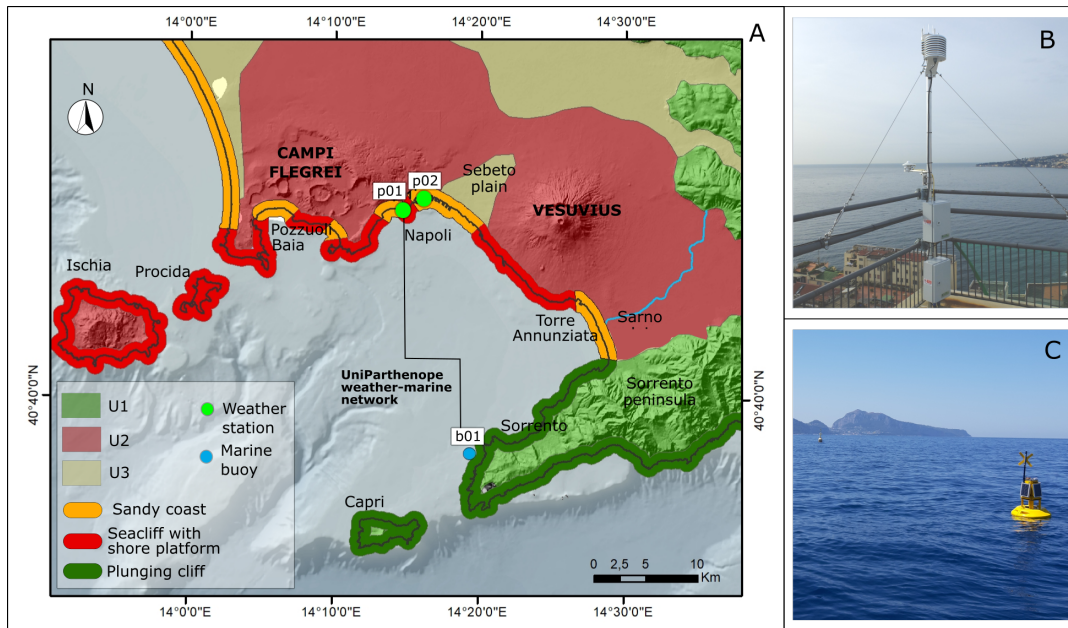 14°0'0"E 14°10'0"E 14°20'0"E 14°30'0"E
A
N
CAMPI
FLEGREI
p01
p02
Sebeto
plain
VESUVIUS
Napoli
Pozzuoli
Baia
Ischia
Procida
Torre
Annunziata
Sarno
Sorrento
peninsula
UniParthenope
weather-marine
network
b01
Sorrento
Capri
40°40'0"N
40°40'0"N
U1
U2
U3
Weather
station
Marine
buoy
Sandy coast
Seacliff with
shore platform
Plunging cliff
0 2,5 5 10
Km
14°0'0"E 14°10'0"E 14°20'0"E 14°30'0"E
B
C